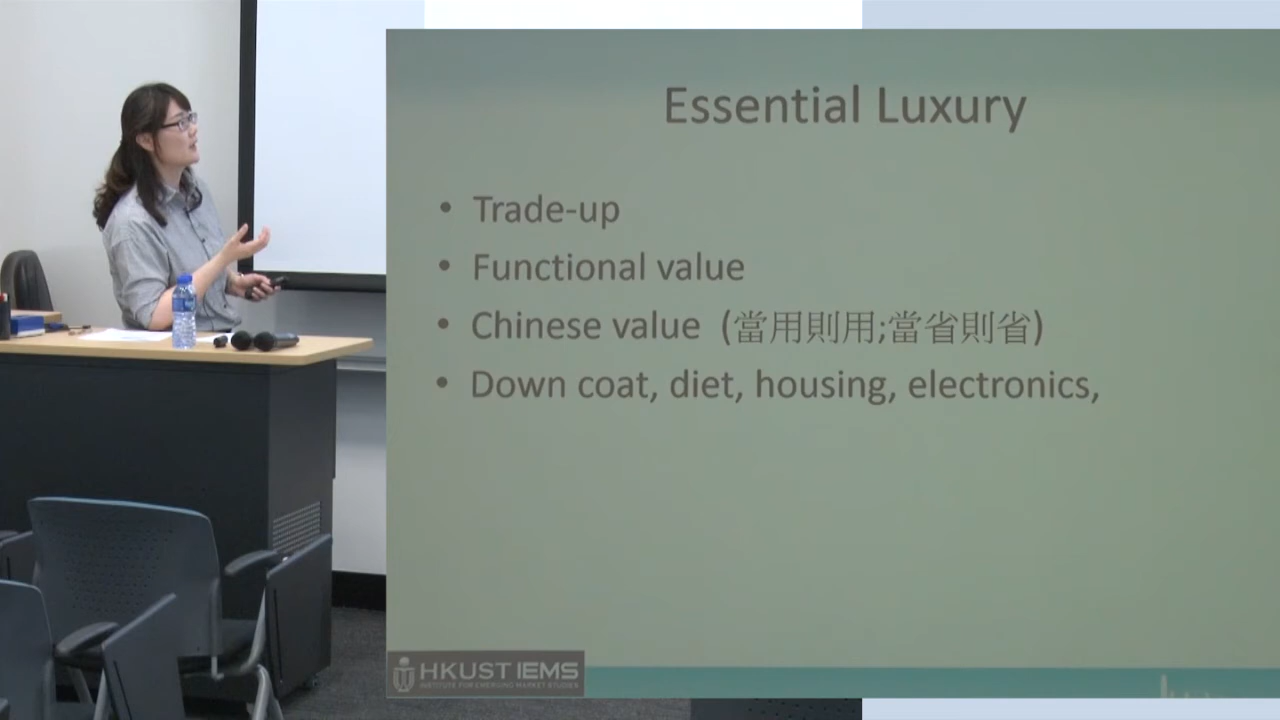 Essential Luxury
• Trade-up
• Functional value
• Chinese value (當用則用;當省則省)
• Down coat, diet, housing, electronics,
HKUST IEMS
INSTITUTE FOR EMERGING MARKET STUDIES